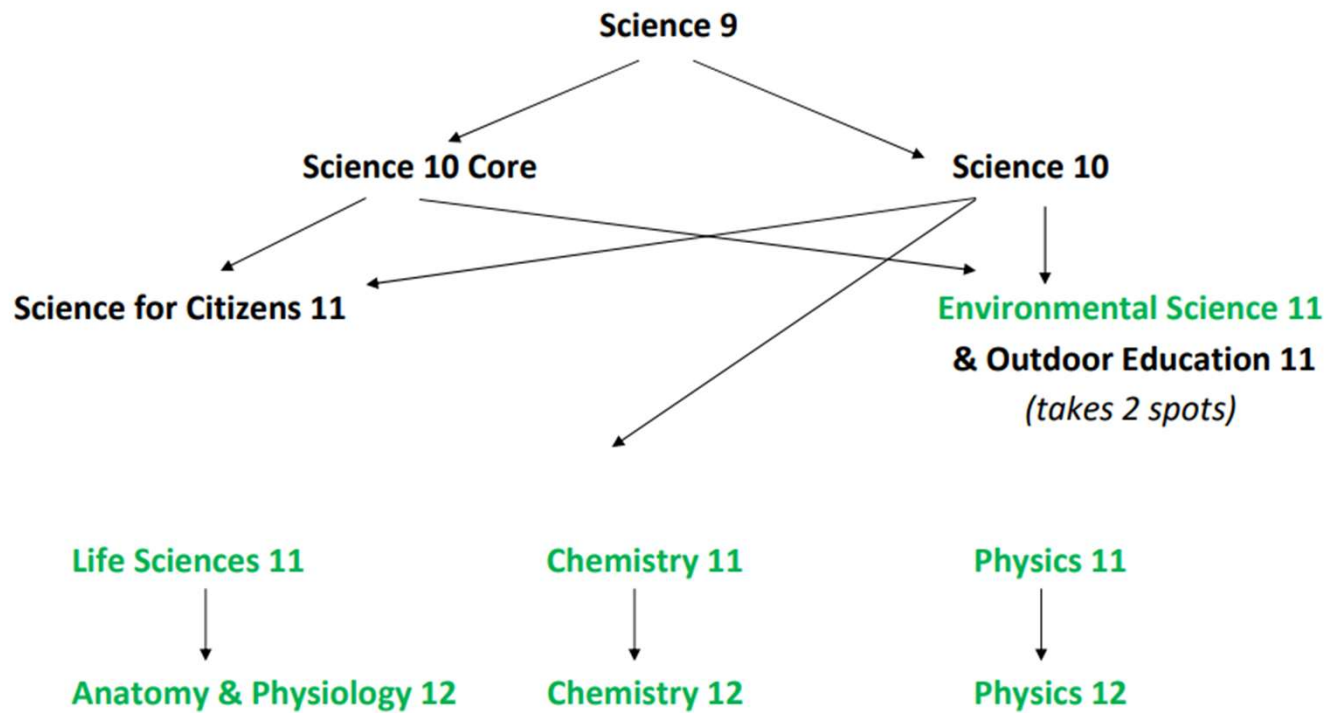 Science 9
Science 10 Core
Science 10
Science for Citizens 11
Environmental Science 11
& Outdoor Education 11
(takes 2 spots)
Life Sciences 11
Chemistry 11
Physics 11
Anatomy & Physiology 12
Chemistry 12
Physics 12